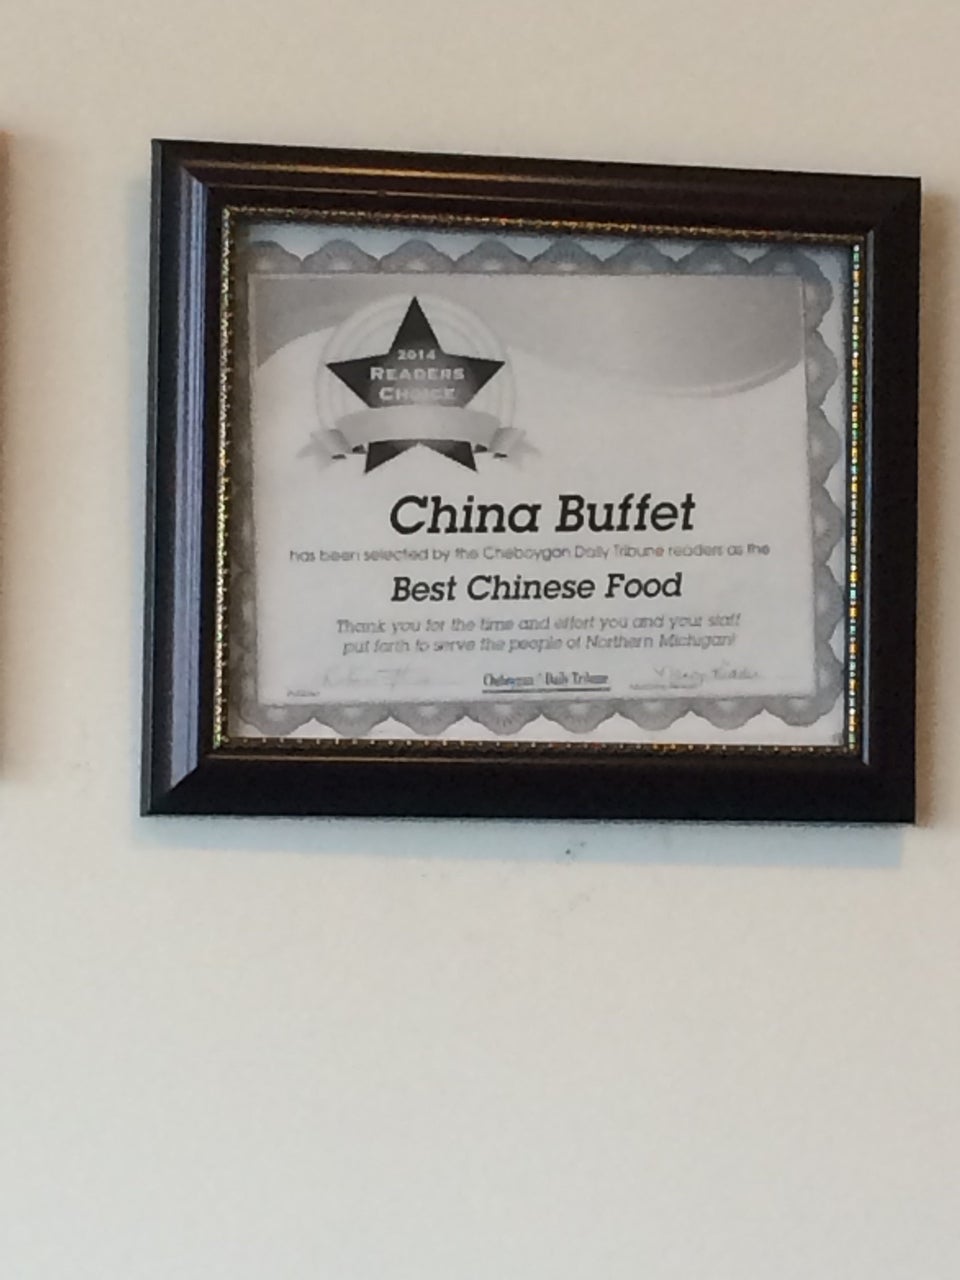 2014
READERS
CHOICE
China Buffet
has been selected by the Cheboygan Daily Tribune readers as the
Best Chinese Food
Thank you for the time and effort you and your staff
put forth to serve the people of Northern Michigan!
Cheboygan Daily Tribune